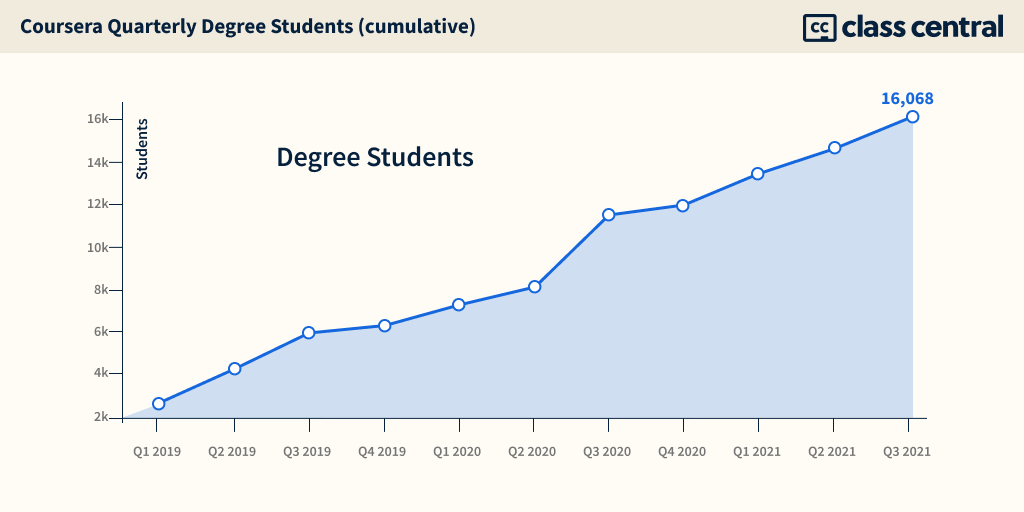 Coursera Quarterly Degree Students (cumulative)
cc class central
16,068
16k
14k
12k
10k
8k
6k
4k
2k
Students
Degree Students
Q1 2019 Q2 2019 Q3 2019 Q4 2019 Q1 2020 Q2 2020 Q3 2020 Q4 2020 Q1 2021 Q2 2021 Q3 2021